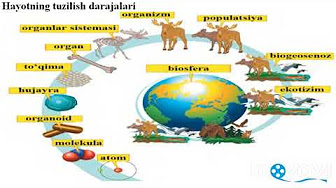 Hayotning tuzilish darajalari
organizm
populatsiya
organlar sistemasi
organ
biogeosenoz
to'qima
biosfera
hujayra
ekotizim
organoid
molekula
atom